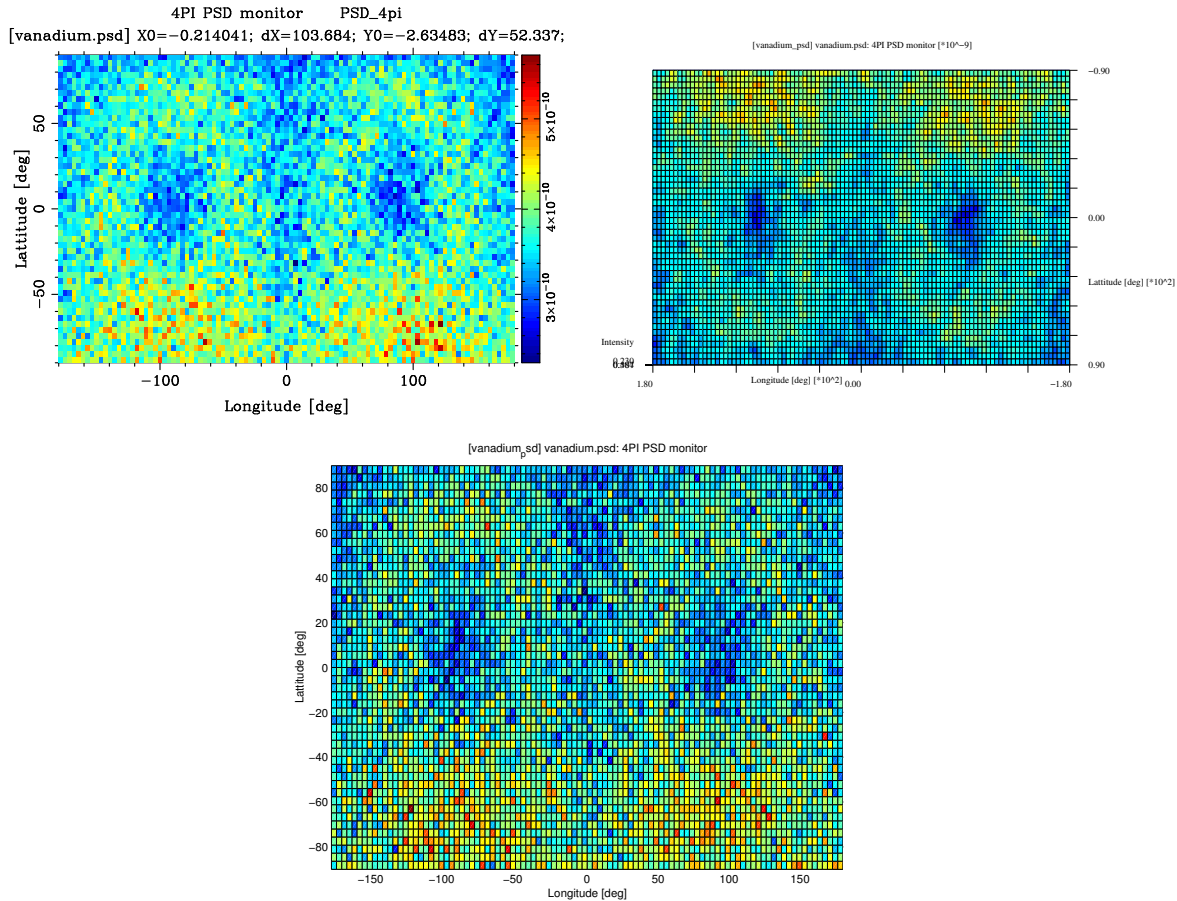 4PI PSD monitor PSD_4pi
[vanadium.psd] X0=−0.214041; dX=103.684; Y0=−2.63483; dY=52.337;
50
0
−50
Lattitude [deg]
−100 0 100
Longitude [deg]
5×10−10
4×10−10
3×10−10
[vanadium_psd] vanadium.psd: 4PI PSD monitor [*10^−9]
−0.90
0.00
Lattitude [deg] [*10^2]
Intensity
0.90
1.80 Longitude [deg] [*10^2] 0.00 −1.80
[vanadium_psd] vanadium.psd: 4PI PSD monitor
80
60
40
20
0
−20
−40
−60
−80
Lattitude [deg]
−150 −100 −50 0 50 100 150
Longitude [deg]